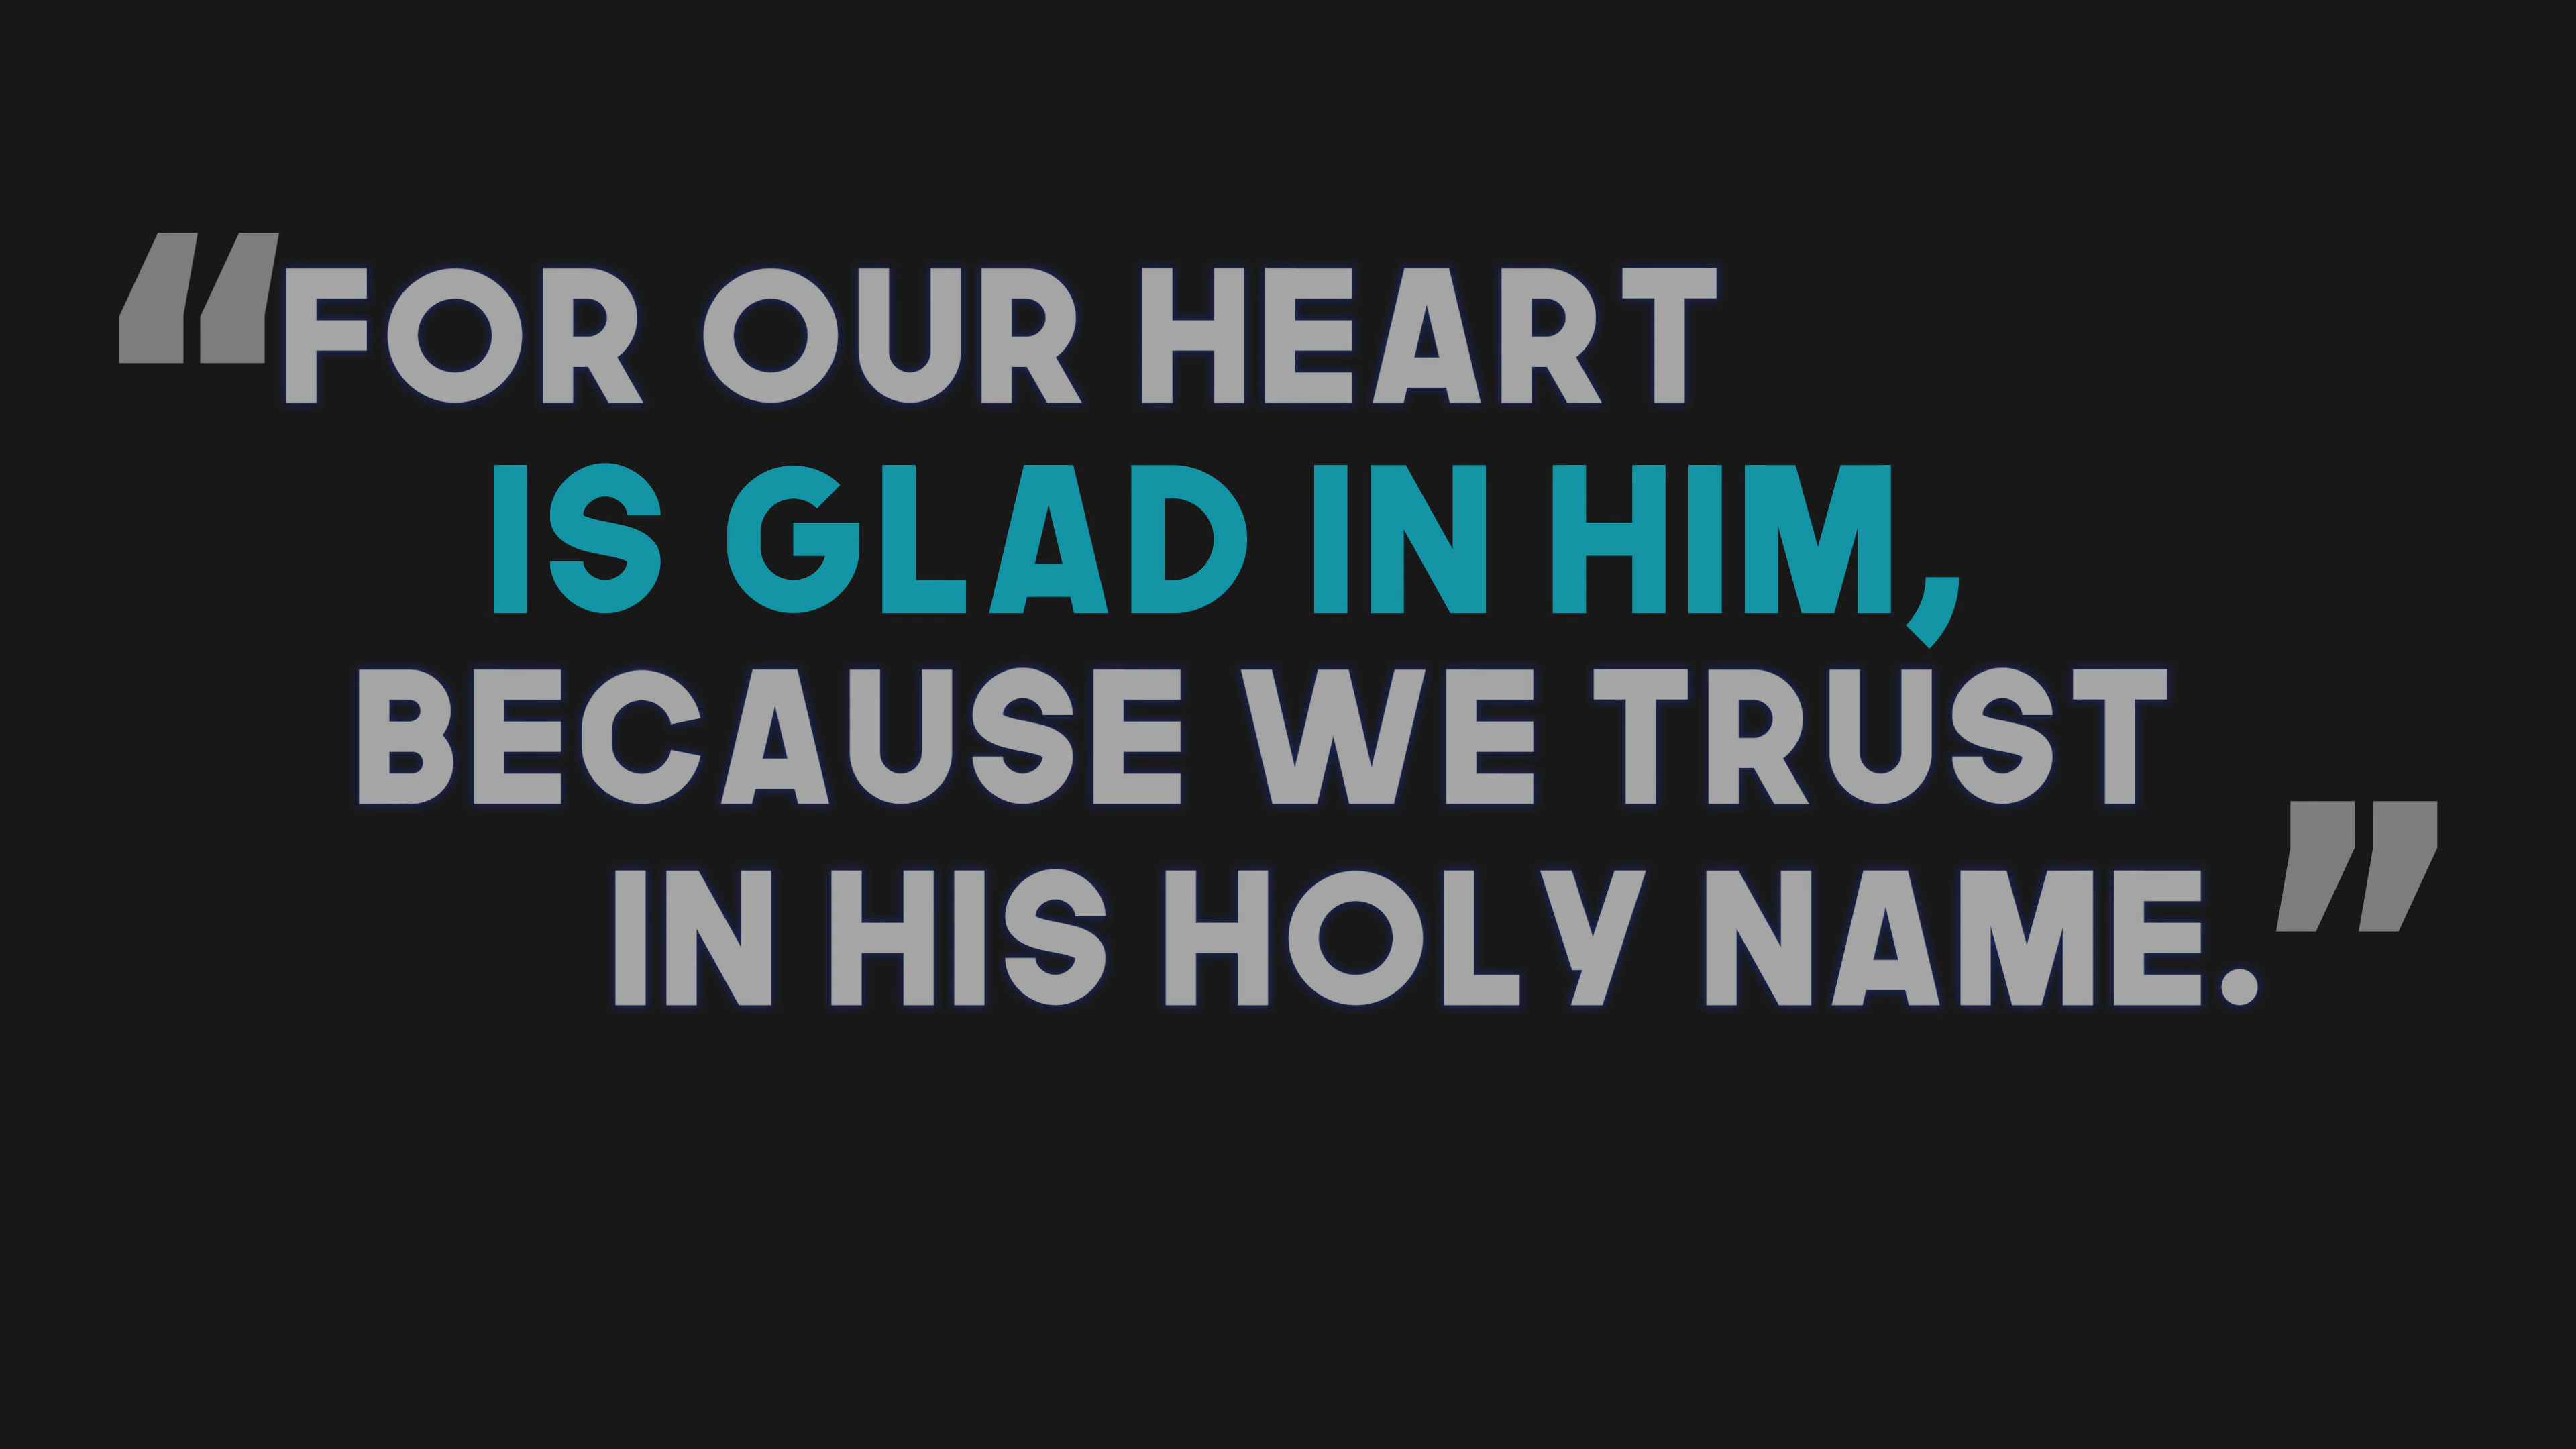 “FOR OUR HEART
IS GLAD IN HIM,
BECAUSE WE TRUST
IN HIS HOLY NAME.”